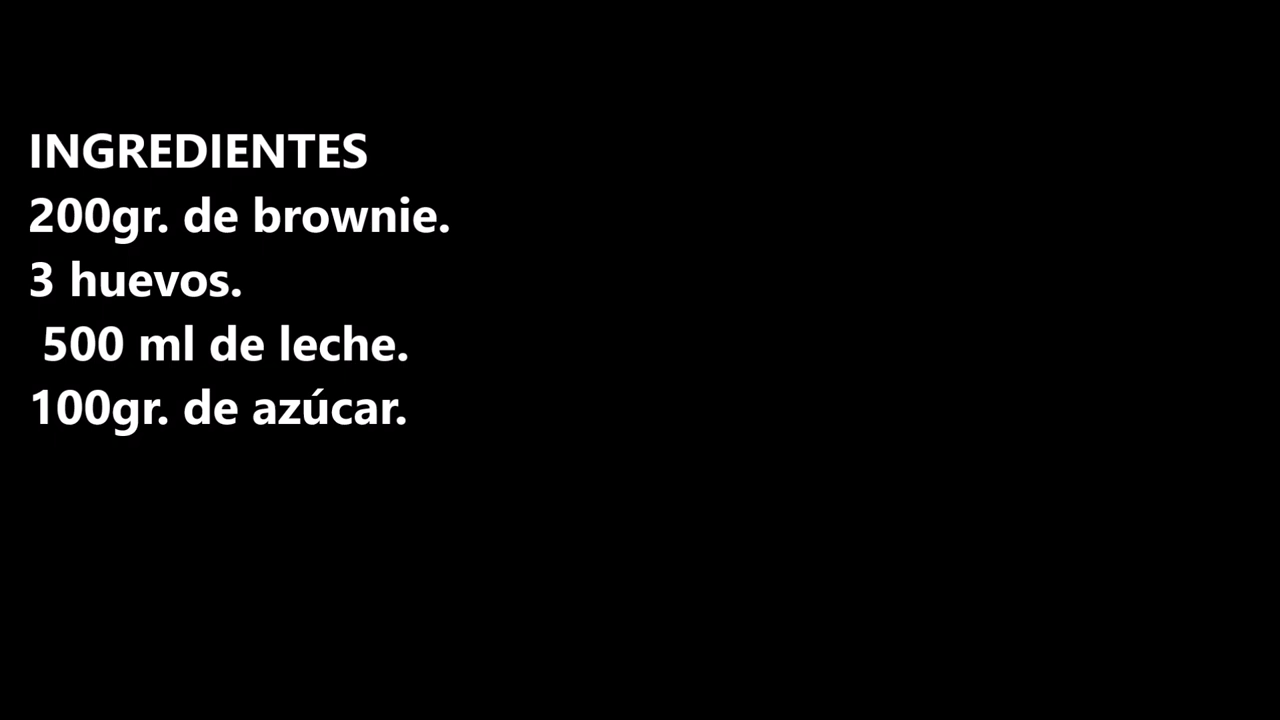 INGREDIENTES
200gr. de brownie.
3 huevos.
500 ml de leche.
100gr. de azúcar.